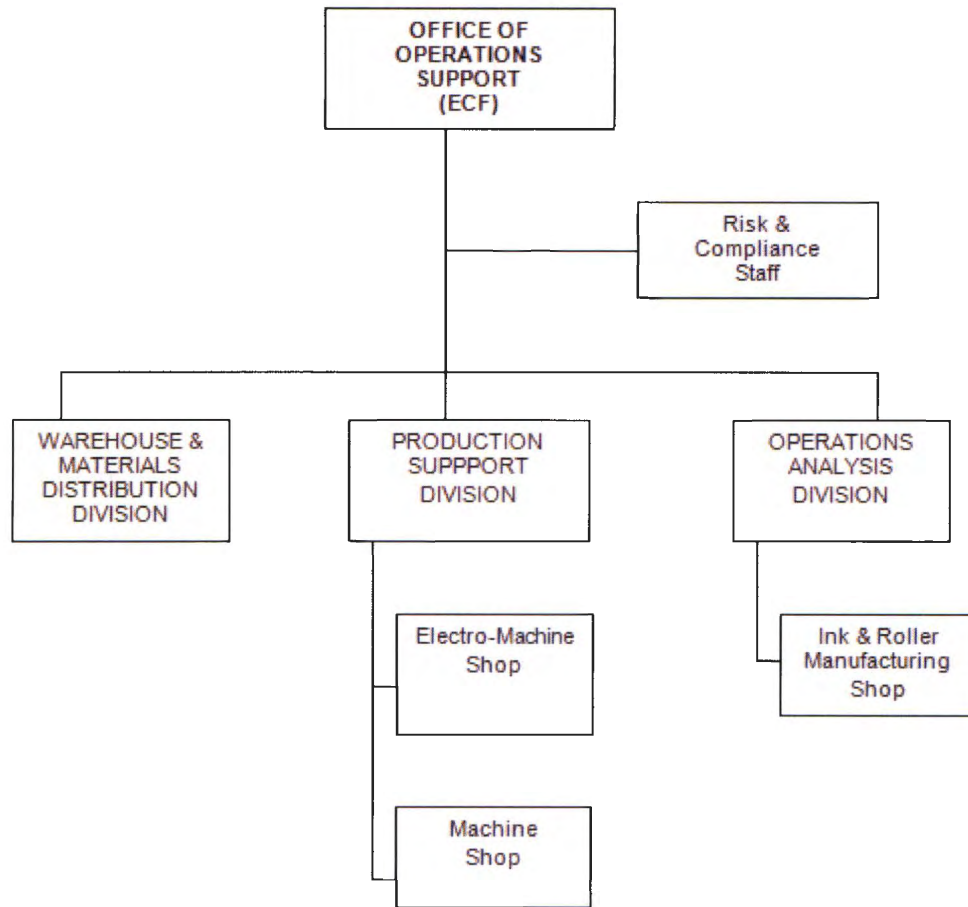 OFFICE OF
OPERATIONS
SUPPORT
(ECF)
Risk &
Compliance
Staff
WAREHOUSE &
MATERIALS
DISTRIBUTION
DIVISION
PRODUCTION
SUPPPORT
DIVISION
OPERATIONS
ANALYSIS
DIVISION
Electro-Machine
Shop
Ink & Roller
Manufacturing
Shop
Machine
Shop